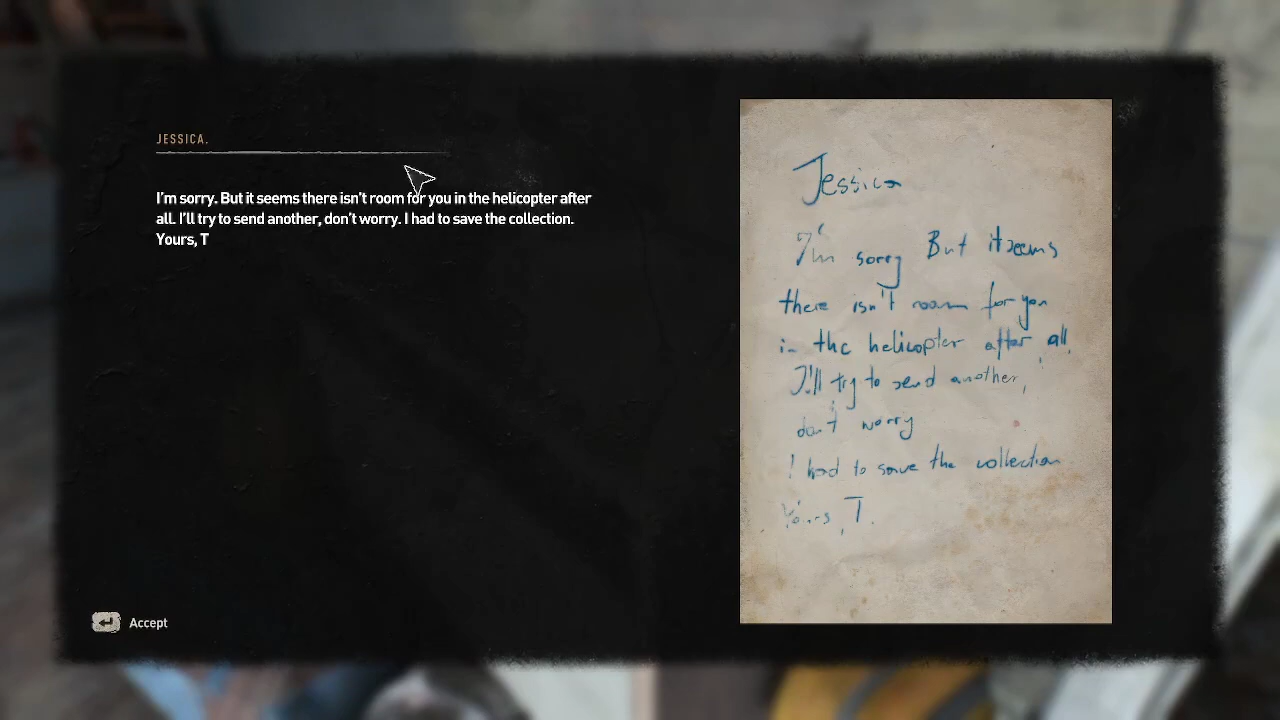 JESSICA.
I'm sorry. But it seems there isn't room for you in the helicopter after
all. I'll try to send another, don't worry. I had to save the collection.
Yours, T
Accept
Jessica
I'm sorry But it seems
there isn't room for you
in the helicopter after all,
I'll try to send another,
don't worry
I had to save the collection
Yours, T.